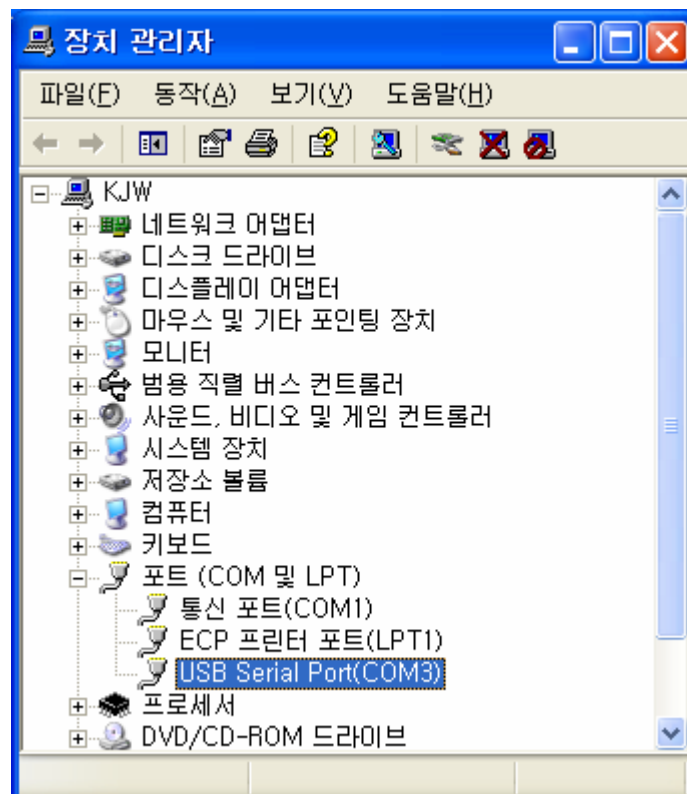 장치 관리자
파일(F) 동작(A) 보기(V) 도움말(H)
KJW
네트워크 어댑터
디스크 드라이브
디스플레이 어댑터
마우스 및 기타 포인팅 장치
모니터
범용 직렬 버스 컨트롤러
사운드, 비디오 및 게임 컨트롤러
시스템 장치
저장소 볼륨
컴퓨터
키보드
포트 (COM 및 LPT)
통신 포트(COM1)
ECP 프린터 포트(LPT1)
USB Serial Port(COM3)
프로세서
DVD/CD-ROM 드라이브